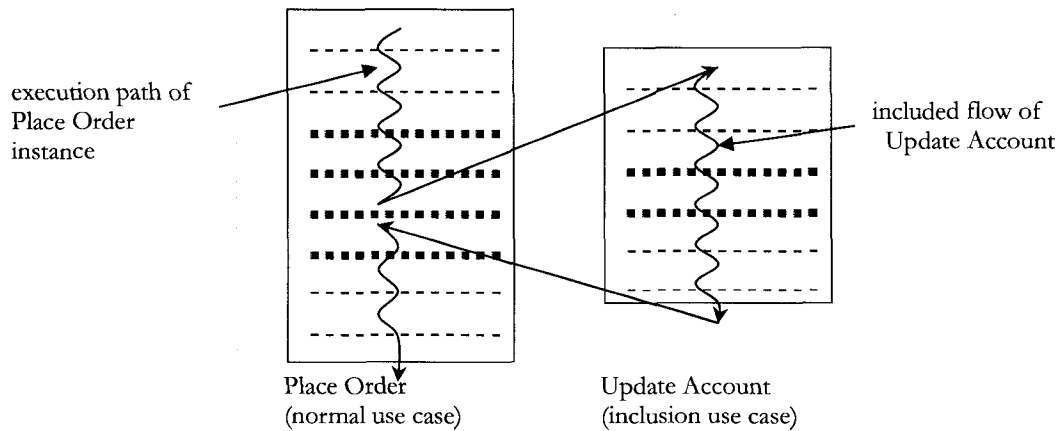 execution path of
Place Order
instance
included flow of
Update Account
Place Order
(normal use case)
Update Account
(inclusion use case)